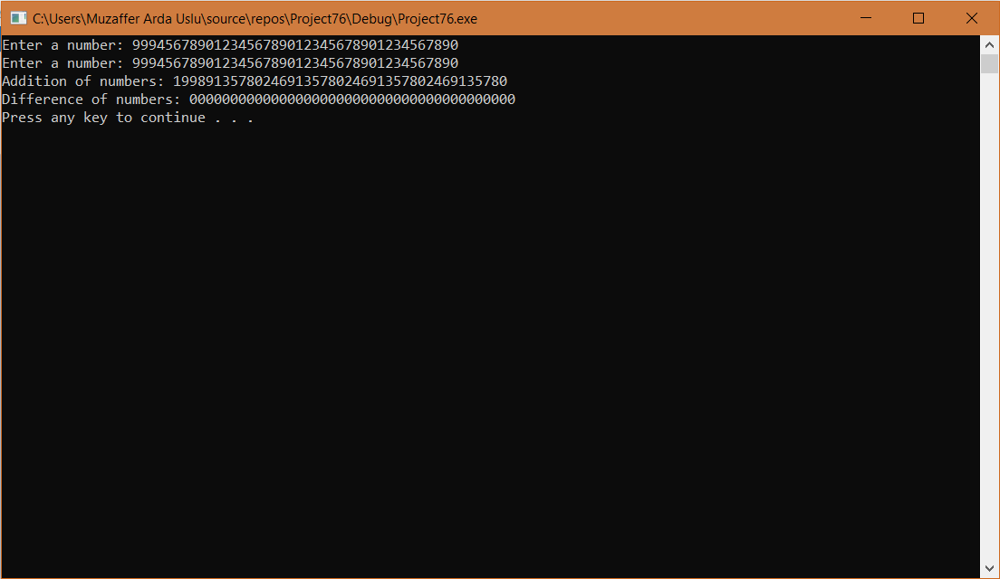 C:\Users\Muzaffer Arda Uslu\source\repos\Project76\Debug\Project76.exe
Enter a number: 9994567890123456789012345678901234567890
Enter a number: 9994567890123456789012345678901234567890
Addition of numbers: 19989135780246913578024691357802469135780
Difference of numbers: 0000000000000000000000000000000000000000
Press any key to continue . . .